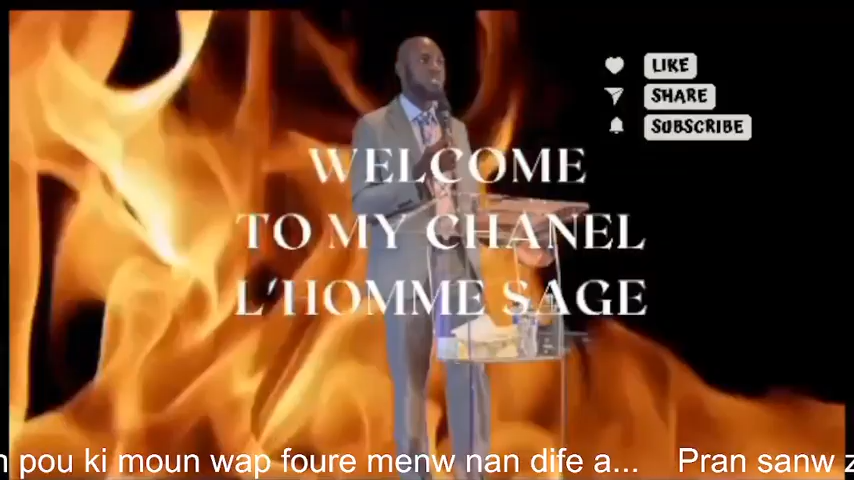 LIKE
SHARE
SUBSCRIBE
WELCOME
TO MY CHANEL
L'HOMME SAGE
pou ki moun wap foure menw nan dife a... Pran sanw